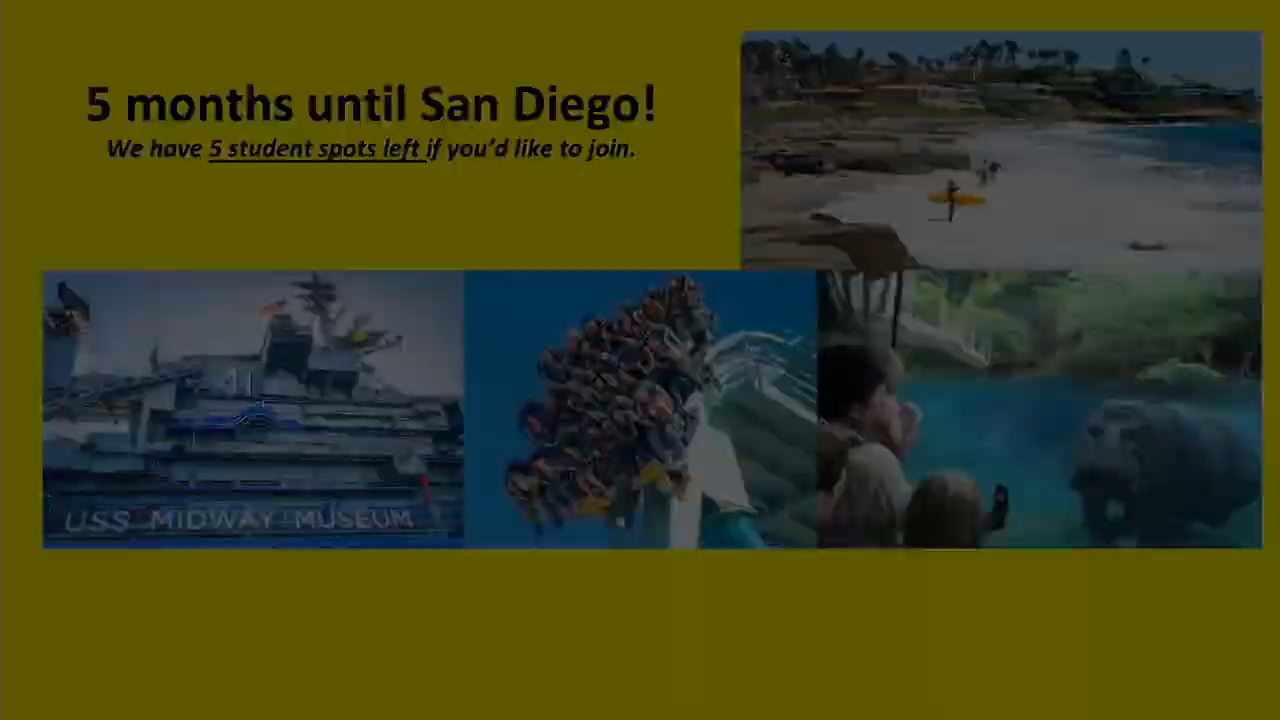 5 months until San Diego!
We have 5 student spots left if you'd like to join.
USS MIDWAY MUSEUM